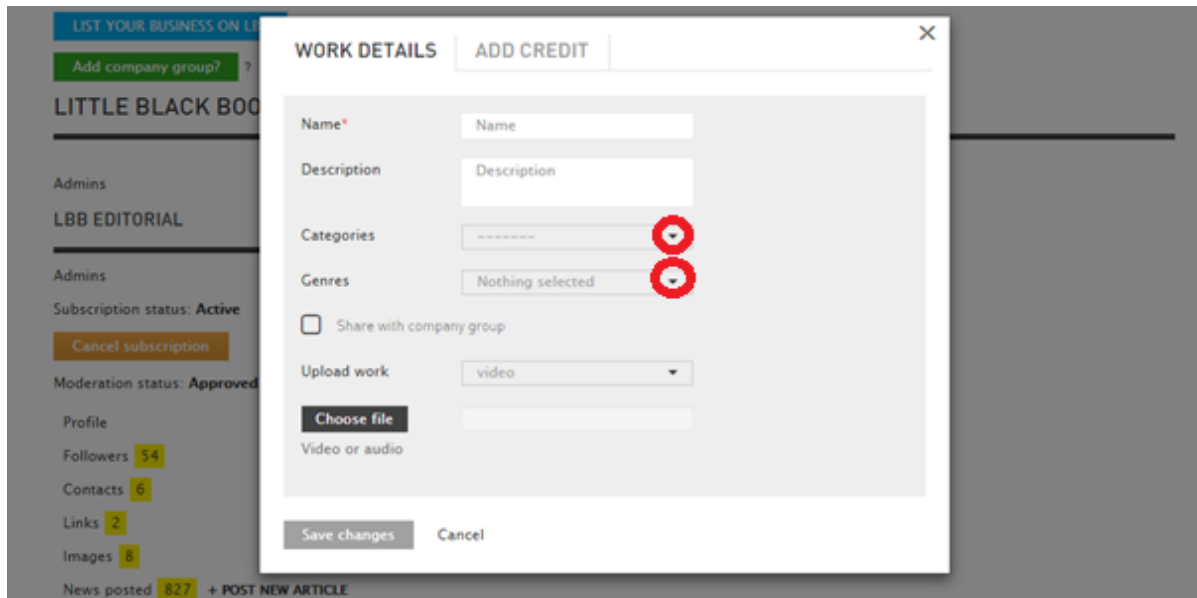 LIST YOUR BUSINESS ON
Add company group? ?
LITTLE BLACK
Admins
LBB EDITORIAL
Admins
Subscription status: Active
Cancel subscription
Moderation status: Approved
Profile
Followers 54
Contacts 6
Links 2
Images 8
News posted 827 + POST NEW ARTICLE
WORK DETAILS ADD CREDIT ×
Name* Name
Description Description
Categories -------
Genres Nothing selected
Share with company group
Upload work video
Choose file
Video or audio
Save changes Cancel